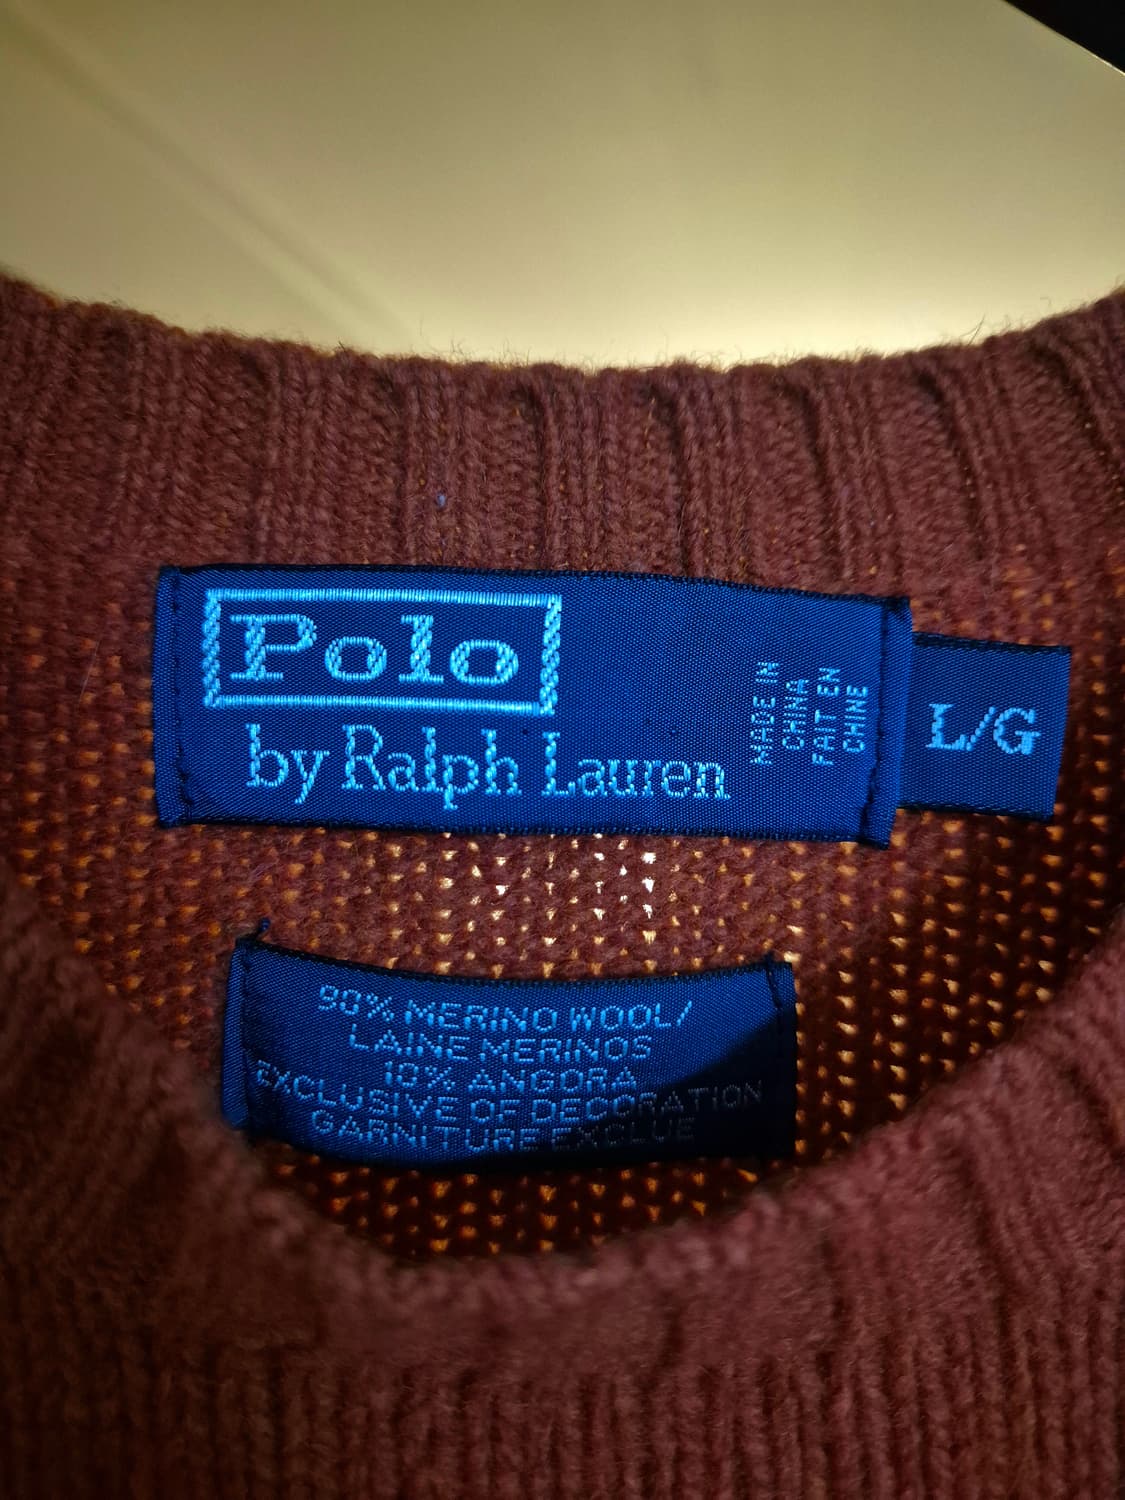 Polo
by Ralph Lauren
MADE IN
CHINA
FAIT EN
CHINE
L/G
90% MERINO WOOL/
LAINE MERINOS
10% ANGORA
EXCLUSIVE OF DECORATION
GARNITURE EXCLUE